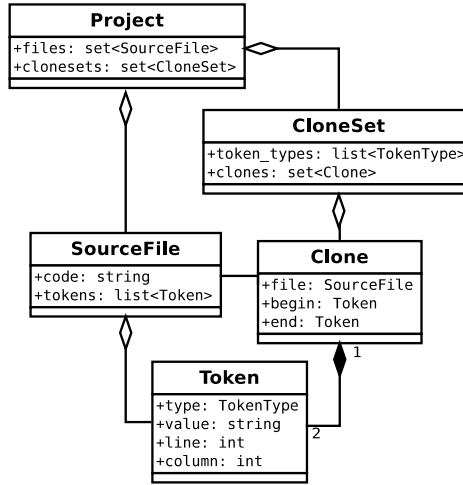 Project
+files: set<SourceFile>
+clonesets: set<CloneSet>
CloneSet
+token_types: list<TokenType>
+clones: set<Clone>
SourceFile
+code: string
+tokens: list<Token>
Clone
+file: SourceFile
+begin: Token
+end: Token
1
Token
+type: TokenType
+value: string
+line: int
+column: int
2